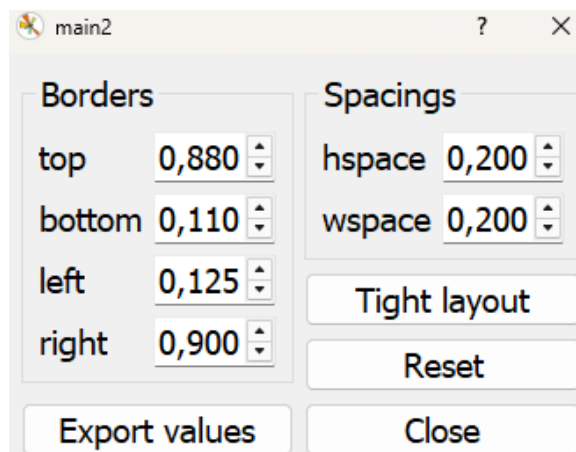 main2 ?
Borders
top 0,880
bottom 0,110
left 0,125
right 0,900
Spacings
hspace 0,200
wspace 0,200
Tight layout
Reset
Export values
Close